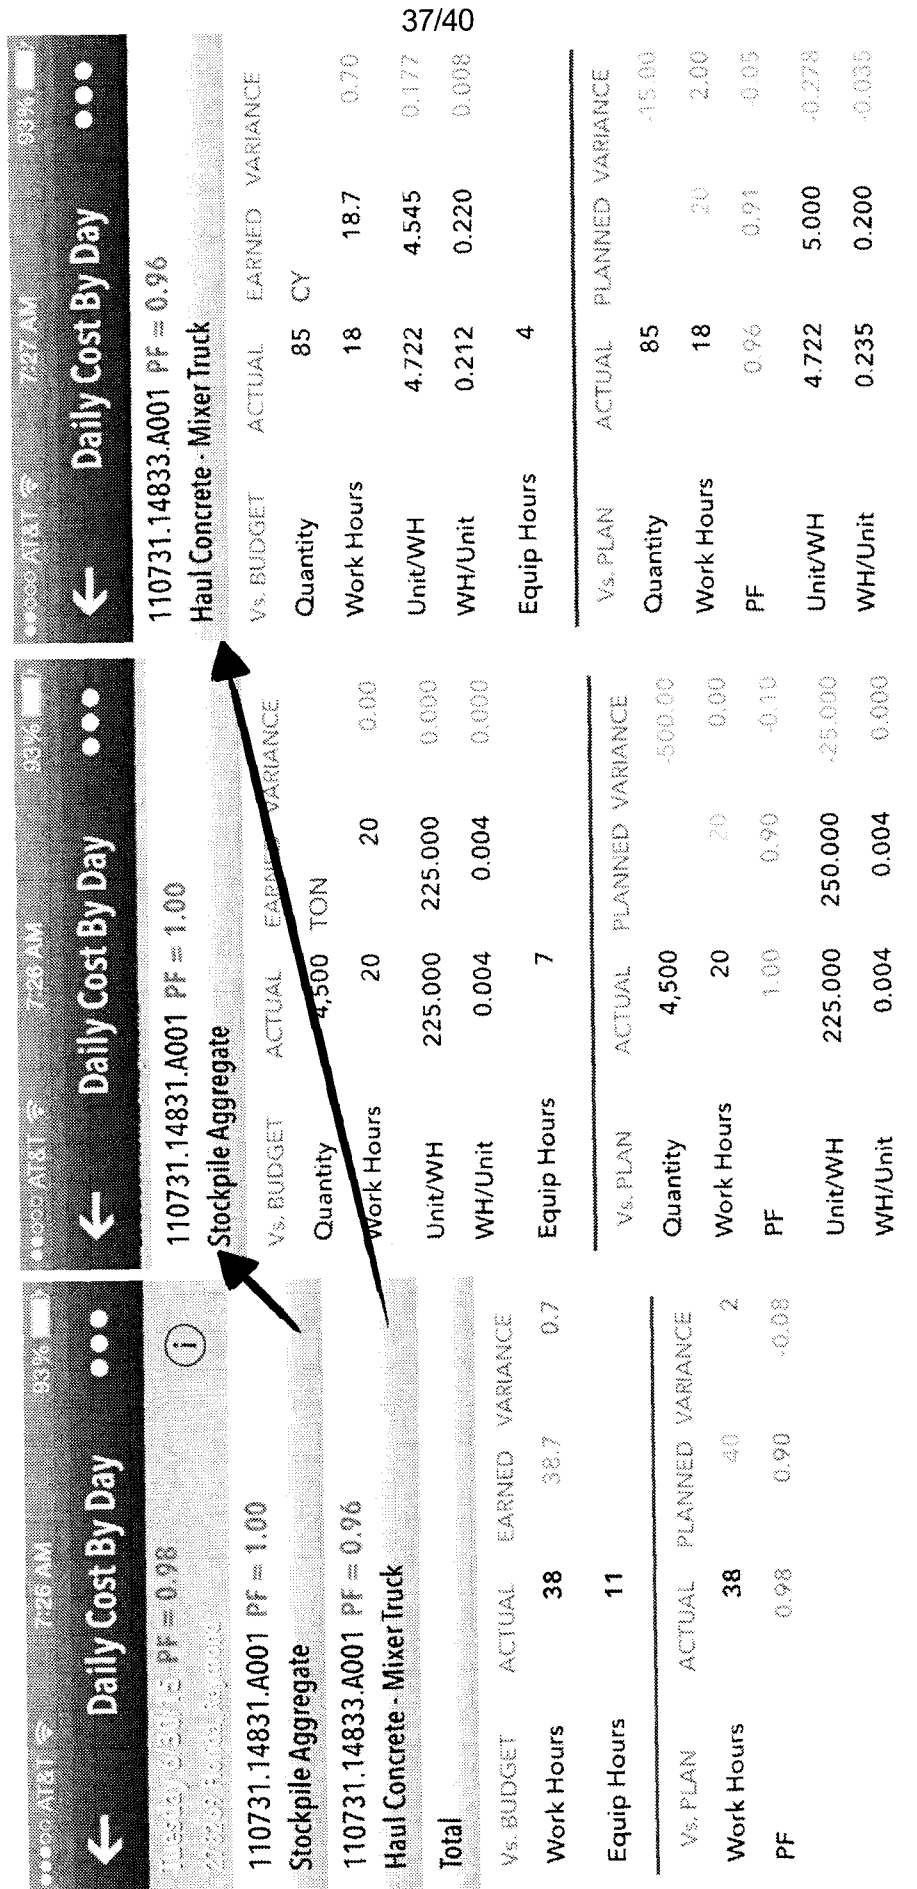 37/40
AT&T 7:26 AM 93%
Daily Cost By Day
Tuesday 6/30/15 PF = 0.98
110731.14831.A001 PF = 1.00
Stockpile Aggregate
110731.14833.A001 PF = 0.96
Haul Concrete - Mixer Truck
Total
Vs. BUDGET ACTUAL EARNED VARIANCE
Work Hours 38 38.7 0.7
Equip Hours 11
Vs. PLAN ACTUAL PLANNED VARIANCE
Work Hours 38 40 2
PF 0.98 0.90 -0.08
AT&T 7:26 AM 93%
Daily Cost By Day
110731.14831.A001 PF = 1.00
Stockpile Aggregate
Vs. BUDGET ACTUAL EARNED VARIANCE
Quantity 4,500 TON
Work Hours 20 20 0.00
Unit/WH 225.000 225.000 0.000
WH/Unit 0.004 0.004 0.000
Equip Hours 7
Vs. PLAN ACTUAL PLANNED VARIANCE
Quantity 4,500 -500.00
Work Hours 20 20 0.00
PF 1.00 0.90 -0.10
Unit/WH 225.000 250.000 -25.000
WH/Unit 0.004 0.004 0.000
AT&T 7:27 AM 93%
Daily Cost By Day
110731.14833.A001 PF = 0.96
Haul Concrete - Mixer Truck
Vs. BUDGET ACTUAL EARNED VARIANCE
Quantity 85 CY
Work Hours 18 18.7 0.70
Unit/WH 4.722 4.545 0.177
WH/Unit 0.212 0.220 0.008
Equip Hours 4
Vs. PLAN ACTUAL PLANNED VARIANCE
Quantity 85 -15.00
Work Hours 18 20 2.00
PF 0.96 0.91 -0.05
Unit/WH 4.722 5.000 -0.278
WH/Unit 0.235 0.200 -0.035